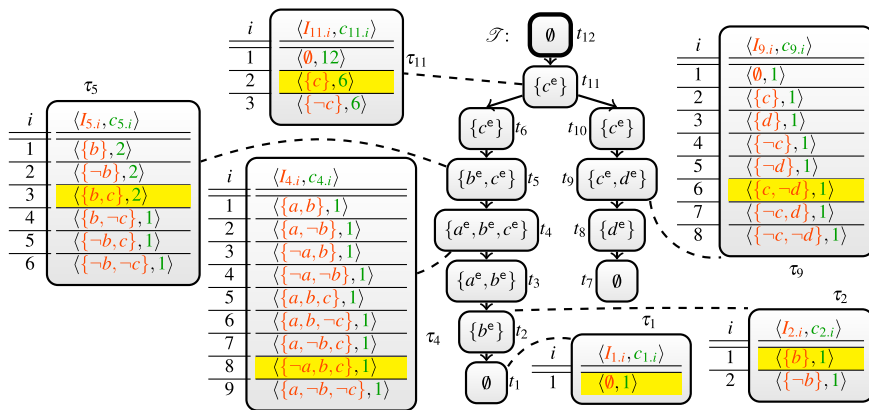 𝒯: ∅ t₁₂
{cᵉ} t₁₁
{cᵉ} t₆
{cᵉ} t₁₀
{bᵉ, cᵉ} t₅
{cᵉ, dᵉ} t₉
{aᵉ, bᵉ, cᵉ} t₄
{dᵉ} t₈
{aᵉ, bᵉ} t₃
∅ t₇
{bᵉ} t₂
∅ t₁
τ₁₁
i ⟨I₁₁.ᵢ, c₁₁.ᵢ⟩
1 ⟨∅, 12⟩
2 ⟨{c}, 6⟩
3 ⟨{¬c}, 6⟩
τ₅
i ⟨I₅.ᵢ, c₅.ᵢ⟩
1 ⟨{b}, 2⟩
2 ⟨{¬b}, 2⟩
3 ⟨{b, c}, 2⟩
4 ⟨{b, ¬c}, 1⟩
5 ⟨{¬b, c}, 1⟩
6 ⟨{¬b, ¬c}, 1⟩
τ₄
i ⟨I₄.ᵢ, c₄.ᵢ⟩
1 ⟨{a, b}, 1⟩
2 ⟨{a, ¬b}, 1⟩
3 ⟨{¬a, b}, 1⟩
4 ⟨{¬a, ¬b}, 1⟩
5 ⟨{a, b, c}, 1⟩
6 ⟨{a, b, ¬c}, 1⟩
7 ⟨{a, ¬b, c}, 1⟩
8 ⟨{¬a, b, c}, 1⟩
9 ⟨{a, ¬b, ¬c}, 1⟩
i ⟨I₉.ᵢ, c₉.ᵢ⟩
1 ⟨∅, 1⟩
2 ⟨{c}, 1⟩
3 ⟨{d}, 1⟩
4 ⟨{¬c}, 1⟩
5 ⟨{¬d}, 1⟩
6 ⟨{c, ¬d}, 1⟩
7 ⟨{¬c, d}, 1⟩
8 ⟨{¬c, ¬d}, 1⟩
τ₉
τ₁
i ⟨I₁.ᵢ, c₁.ᵢ⟩
1 ⟨∅, 1⟩
τ₂
i ⟨I₂.ᵢ, c₂.ᵢ⟩
1 ⟨{b}, 1⟩
2 ⟨{¬b}, 1⟩